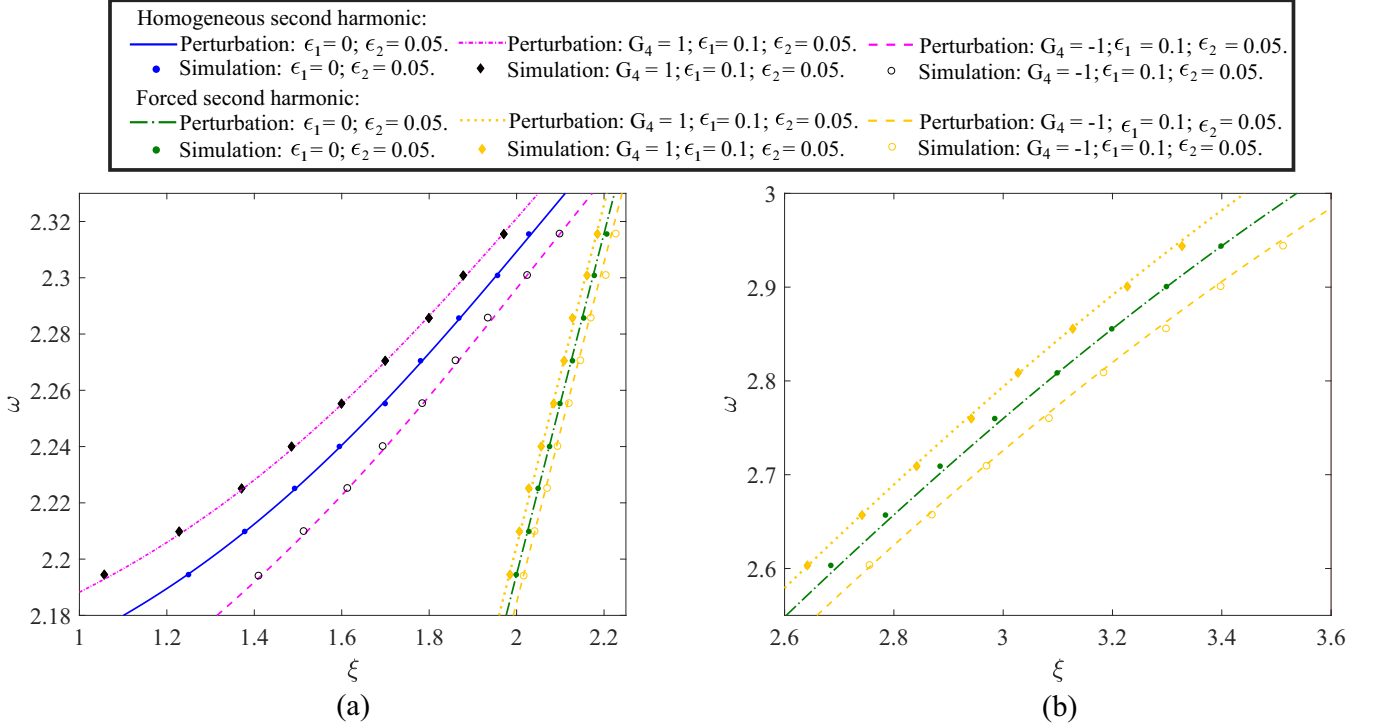 Homogeneous second harmonic:
Perturbation: ϵ₁= 0; ϵ₂ = 0.05. Perturbation: G₄ = 1; ϵ₁= 0.1; ϵ₂ = 0.05. Perturbation: G₄ = -1;ϵ₁ = 0.1; ϵ₂ = 0.05.
Simulation: ϵ₁= 0; ϵ₂ = 0.05. Simulation: G₄ = 1;ϵ₁= 0.1; ϵ₂ = 0.05. Simulation: G₄ = -1;ϵ₁= 0.1; ϵ₂ = 0.05.
Forced second harmonic:
Perturbation: ϵ₁= 0; ϵ₂ = 0.05. Perturbation: G₄ = 1; ϵ₁= 0.1; ϵ₂ = 0.05. Perturbation: G₄ = -1; ϵ₁= 0.1; ϵ₂ = 0.05.
Simulation: ϵ₁= 0; ϵ₂ = 0.05. Simulation: G₄ = 1;ϵ₁= 0.1; ϵ₂ = 0.05. Simulation: G₄ = -1;ϵ₁= 0.1; ϵ₂ = 0.05.
2.32
2.3
2.28
2.26
2.24
2.22
2.2
2.18
ω
1 1.2 1.4 1.6 1.8 2 2.2
ξ
(a)
3
2.9
2.8
2.7
2.6
ω
2.6 2.8 3 3.2 3.4 3.6
ξ
(b)